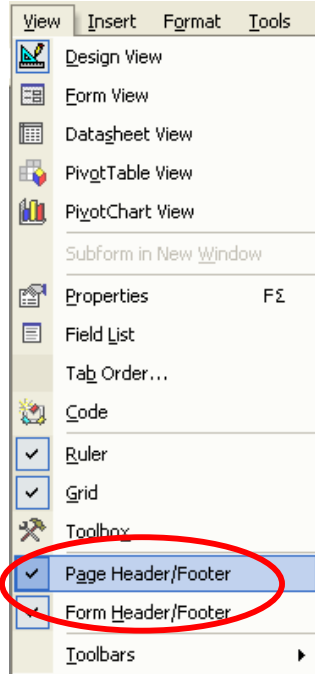 View Insert Format Tools
Design View
Form View
Datasheet View
PivotTable View
PivotChart View
Subform in New Window
Properties FΣ
Field List
Tab Order...
Code
Ruler
Grid
Toolbox
Page Header/Footer
Form Header/Footer
Toolbars